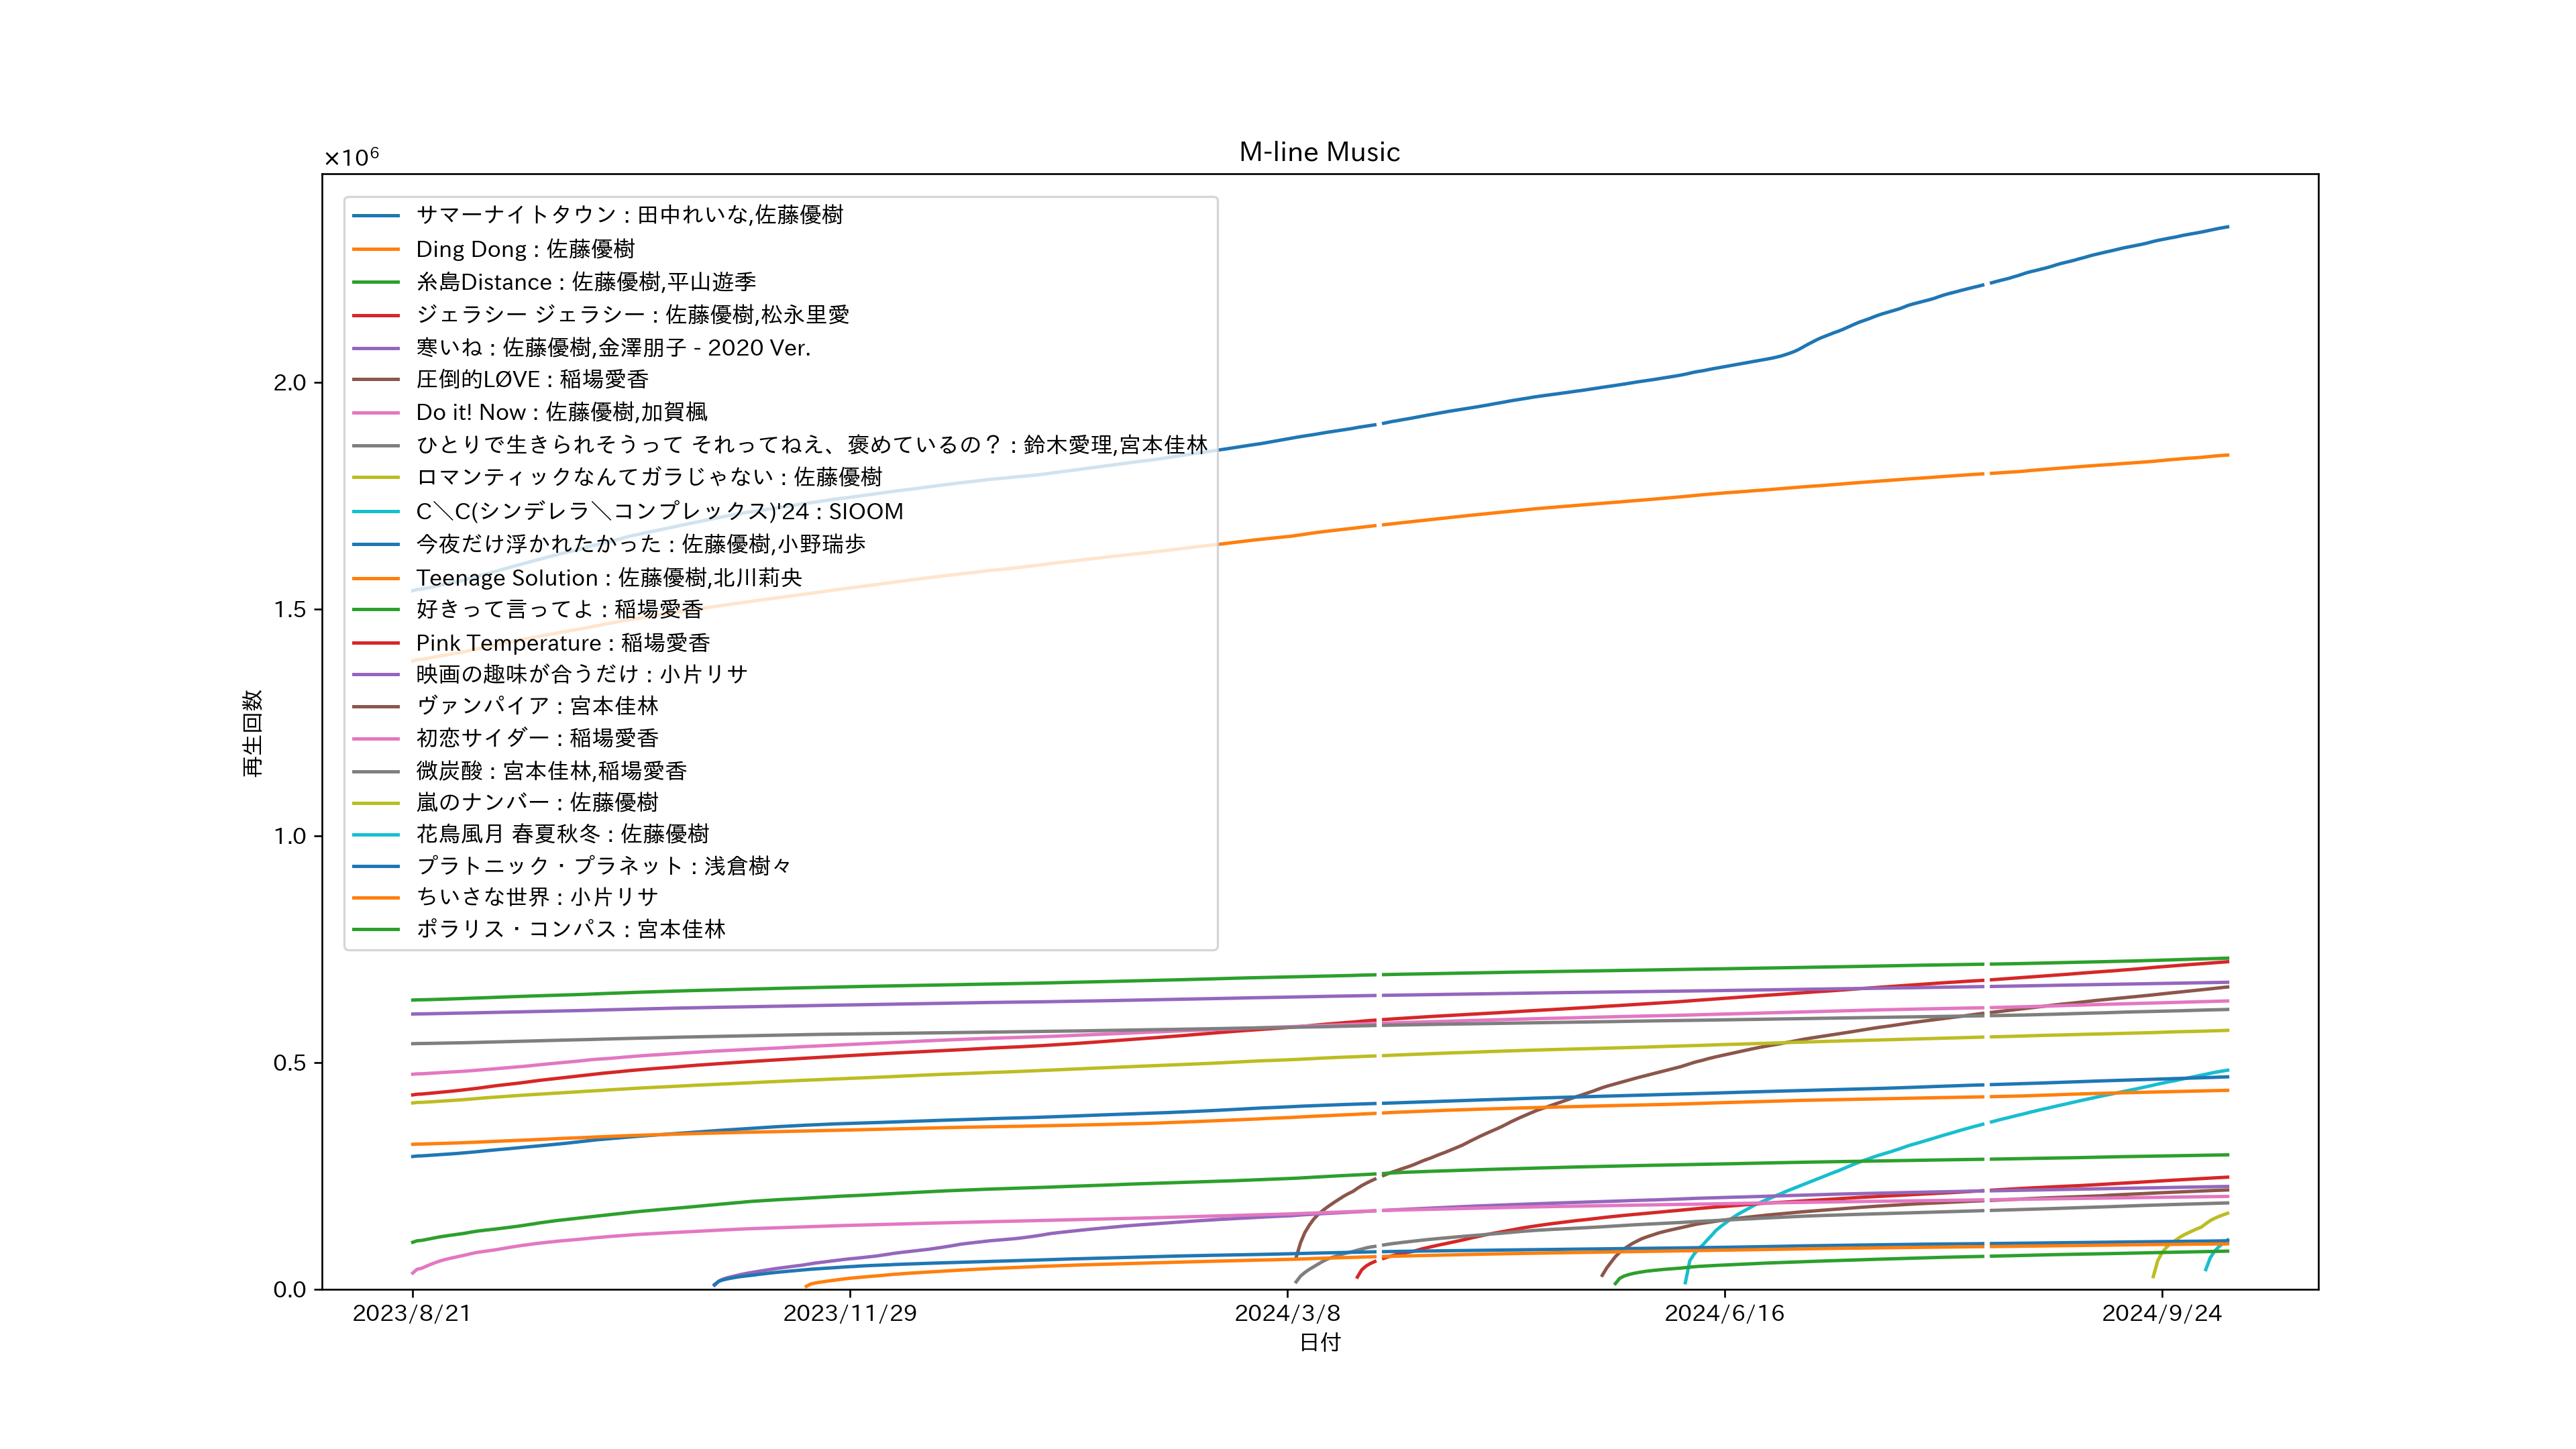 M-line Music
×10⁶
サマーナイトタウン : 田中れいな,佐藤優樹
Ding Dong : 佐藤優樹
糸島Distance : 佐藤優樹,平山遊季
ジェラシー ジェラシー : 佐藤優樹,松永里愛
寒いね : 佐藤優樹,金澤朋子 - 2020 Ver.
圧倒的LØVE : 稲場愛香
Do it! Now : 佐藤優樹,加賀楓
ひとりで生きられそうって それってねえ、褒めているの？ : 鈴木愛理,宮本佳林
ロマンティックなんてガラじゃない : 佐藤優樹
C＼C(シンデレラ＼コンプレックス)'24 : SIOOM
今夜だけ浮かれたかった : 佐藤優樹,小野瑞歩
Teenage Solution : 佐藤優樹,北川莉央
好きって言ってよ : 稲場愛香
Pink Temperature : 稲場愛香
映画の趣味が合うだけ : 小片リサ
ヴァンパイア : 宮本佳林
初恋サイダー : 稲場愛香
微炭酸 : 宮本佳林,稲場愛香
嵐のナンバー : 佐藤優樹
花鳥風月 春夏秋冬 : 佐藤優樹
プラトニック・プラネット : 浅倉樹々
ちいさな世界 : 小片リサ
ポラリス・コンパス : 宮本佳林
2.0
1.5
1.0
0.5
0.0
再生回数
2023/8/21
2023/11/29
2024/3/8
2024/6/16
2024/9/24
日付